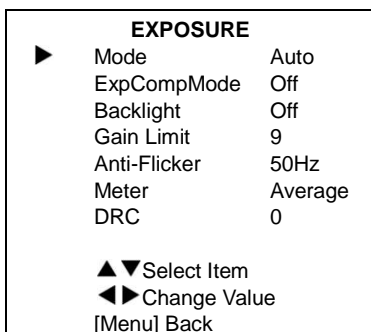 EXPOSURE
▶ Mode Auto
ExpCompMode Off
Backlight Off
Gain Limit 9
Anti-Flicker 50Hz
Meter Average
DRC 0
▲▼Select Item
◀▶Change Value
[Menu] Back